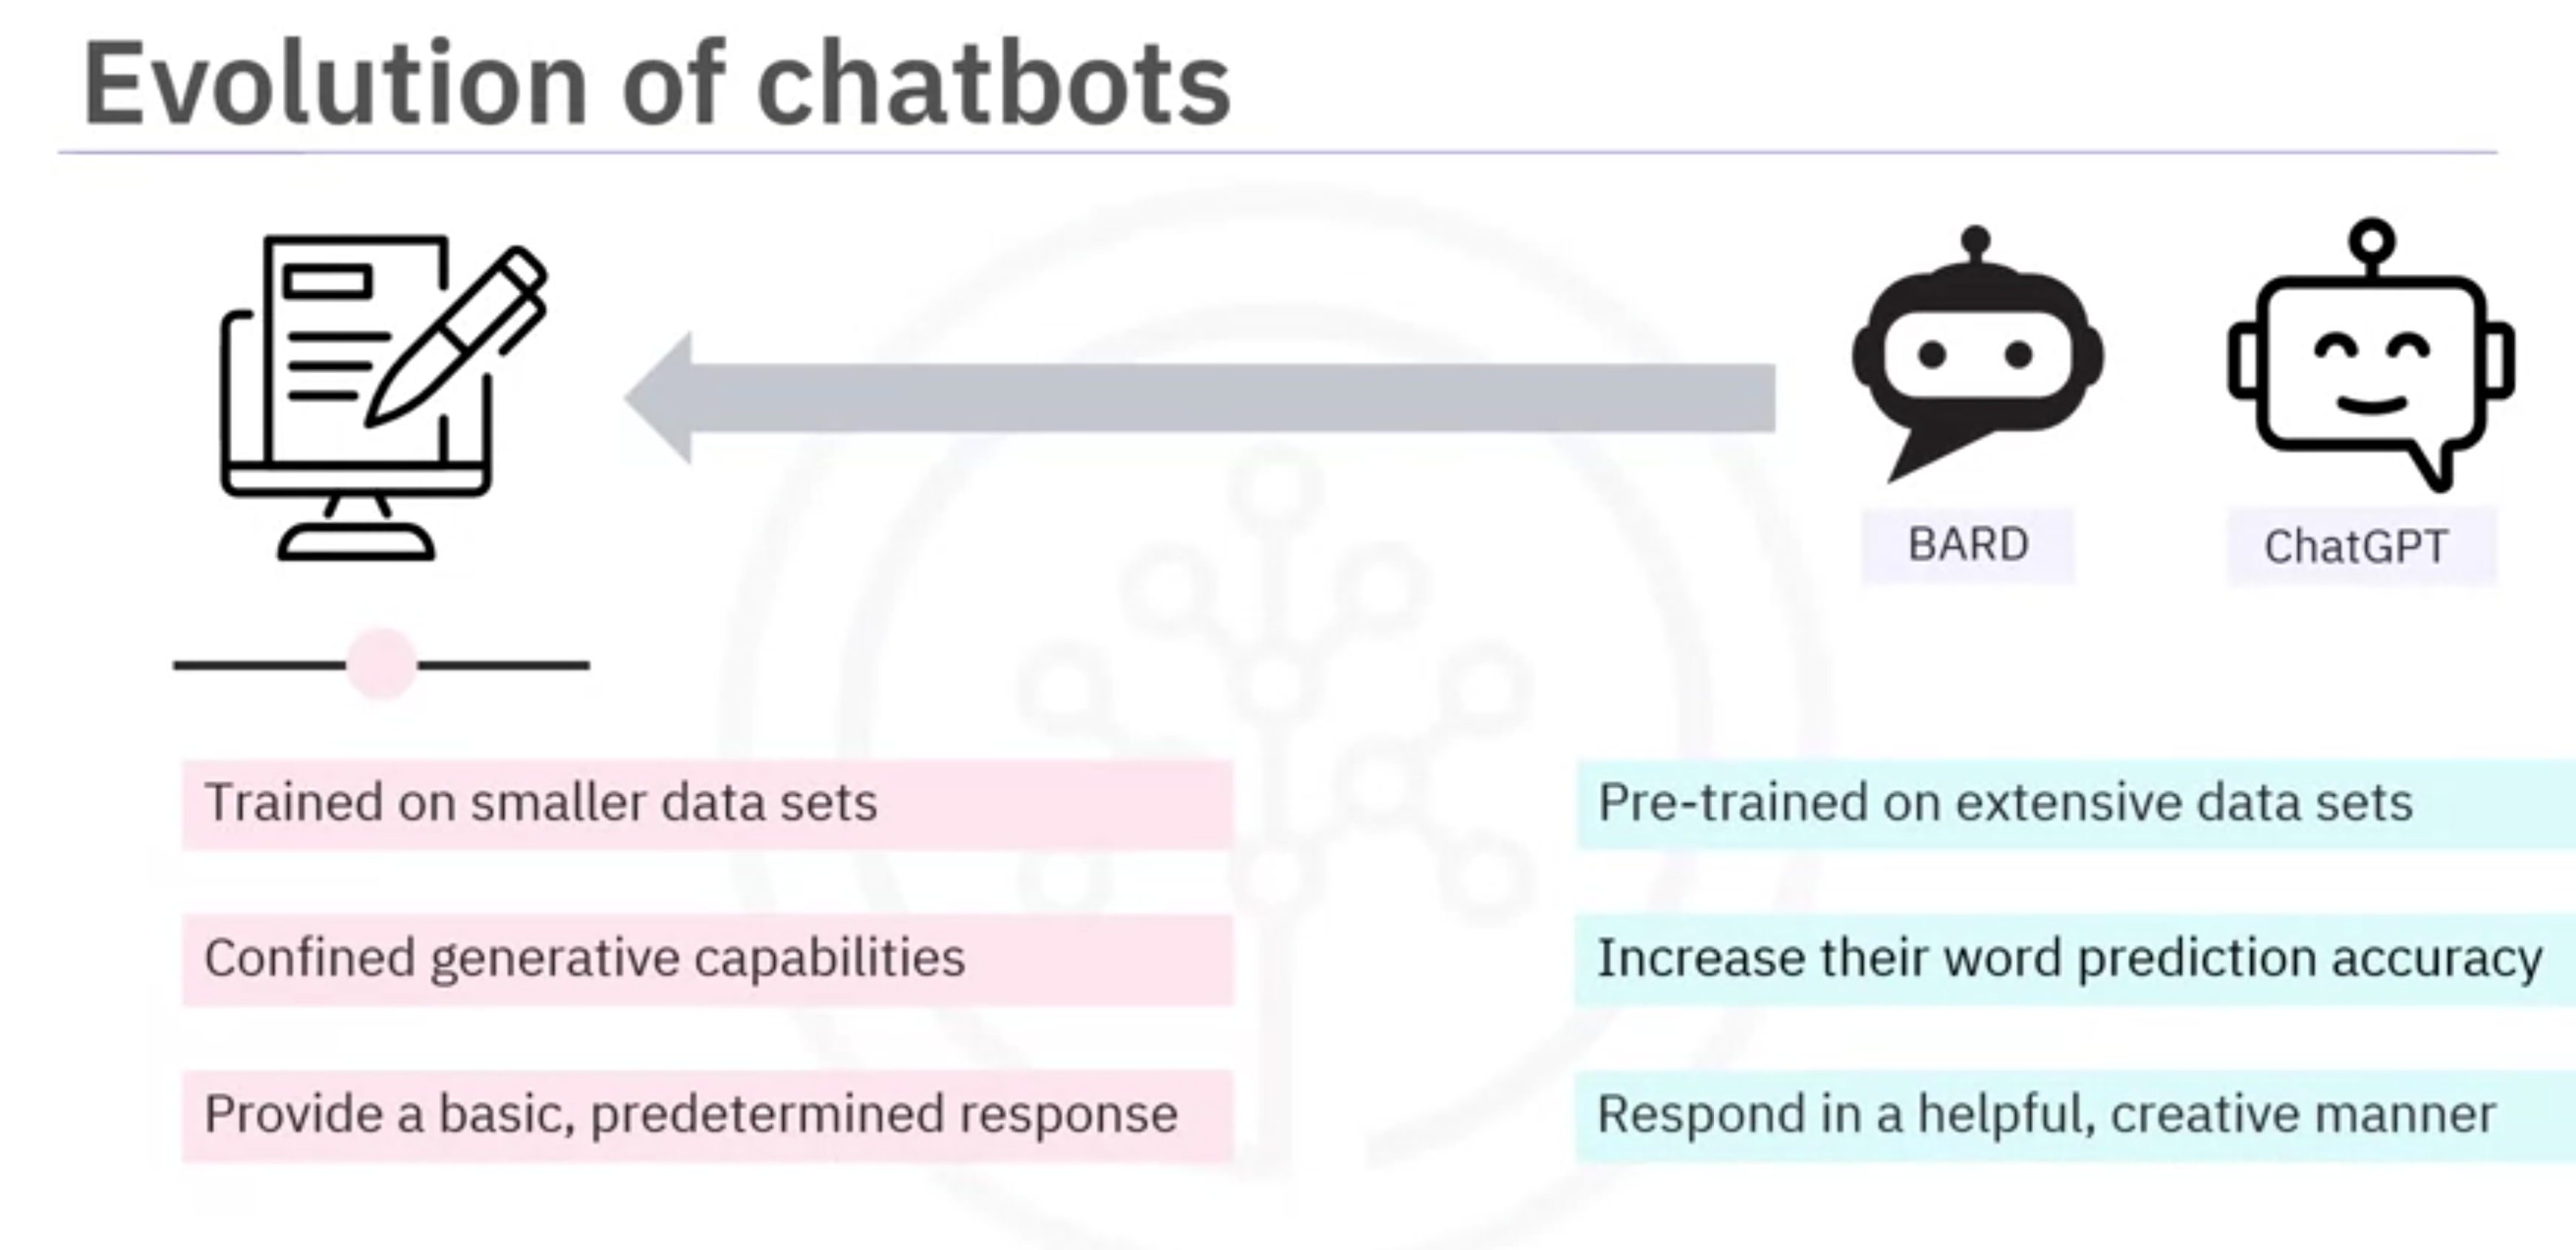 Evolution of chatbots
BARD
ChatGPT
Trained on smaller data sets
Confined generative capabilities
Provide a basic, predetermined response
Pre-trained on extensive data sets
Increase their word prediction accuracy
Respond in a helpful, creative manner